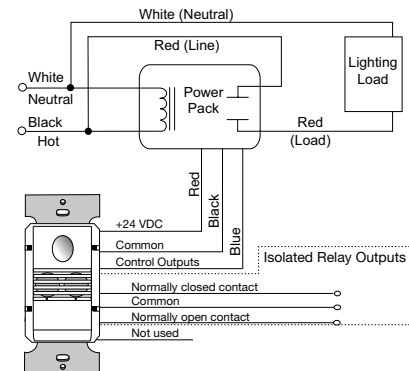 White (Neutral)
Red (Line)
White
Neutral
Power
Pack
Lighting
Load
Black
Hot
Red
(Load)
Red
Black
Blue
+24 VDC
Common
Control Outputs
Isolated Relay Outputs
Normally closed contact
Common
Normally open contact
Not used